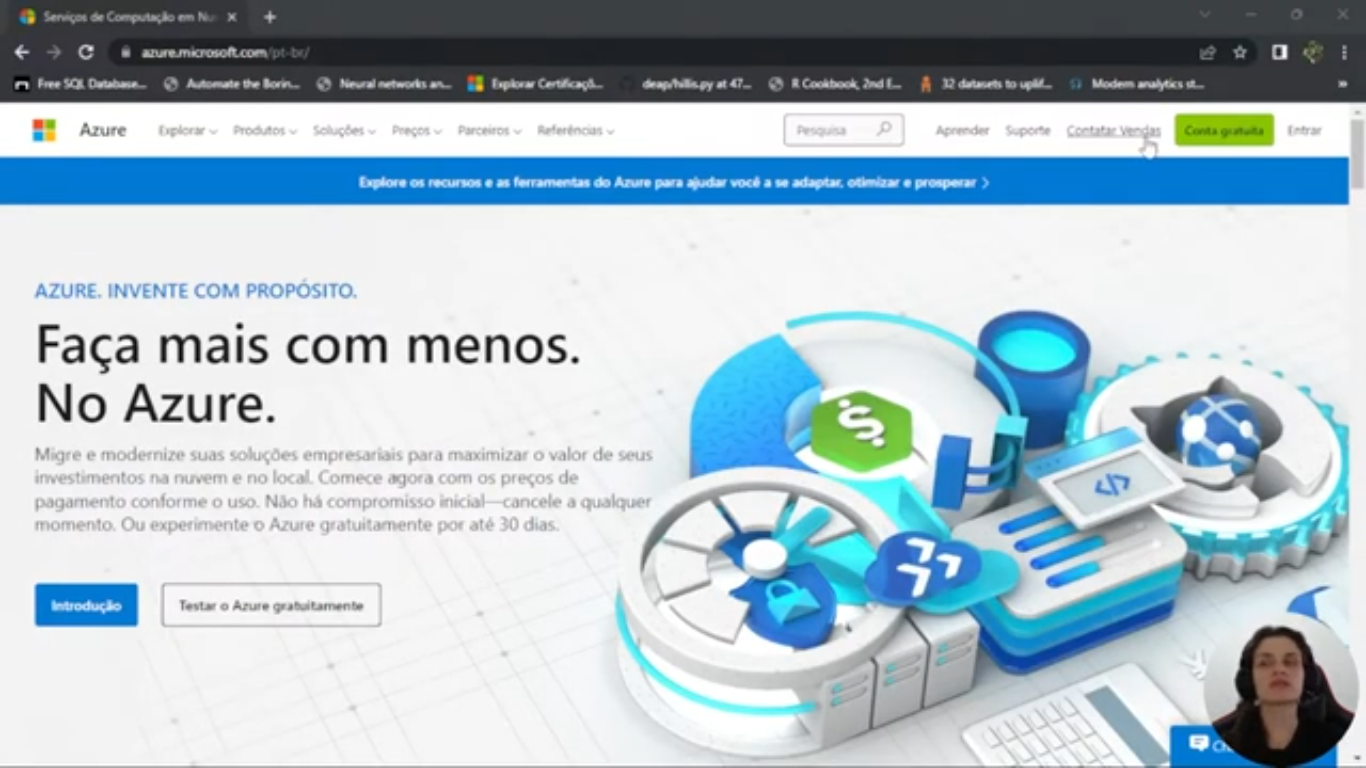 Serviços de Computação em Nu
azure.microsoft.com/pt-br/
Free SQL Database...
Automate the Borin...
Neural networks an...
Explorar Certificaçõ...
deap/hillis.py at 47...
R Cookbook, 2nd E...
32 datasets to uplif...
Modern analytics st...
Azure
Explorar
Produtos
Soluções
Preços
Parceiros
Referências
Pesquisa
Aprender
Suporte
Contatar Vendas
Conta gratuita
Entrar
Explore os recursos e as ferramentas do Azure para ajudar você a se adaptar, otimizar e prosperar
AZURE. INVENTE COM PROPÓSITO.
Faça mais com menos.
No Azure.
Migre e modernize suas soluções empresariais para maximizar o valor de seus
investimentos na nuvem e no local. Comece agora com os preços de
pagamento conforme o uso. Não há compromisso inicial—cancele a qualquer
momento. Ou experimente o Azure gratuitamente por até 30 dias.
Introdução
Testar o Azure gratuitamente